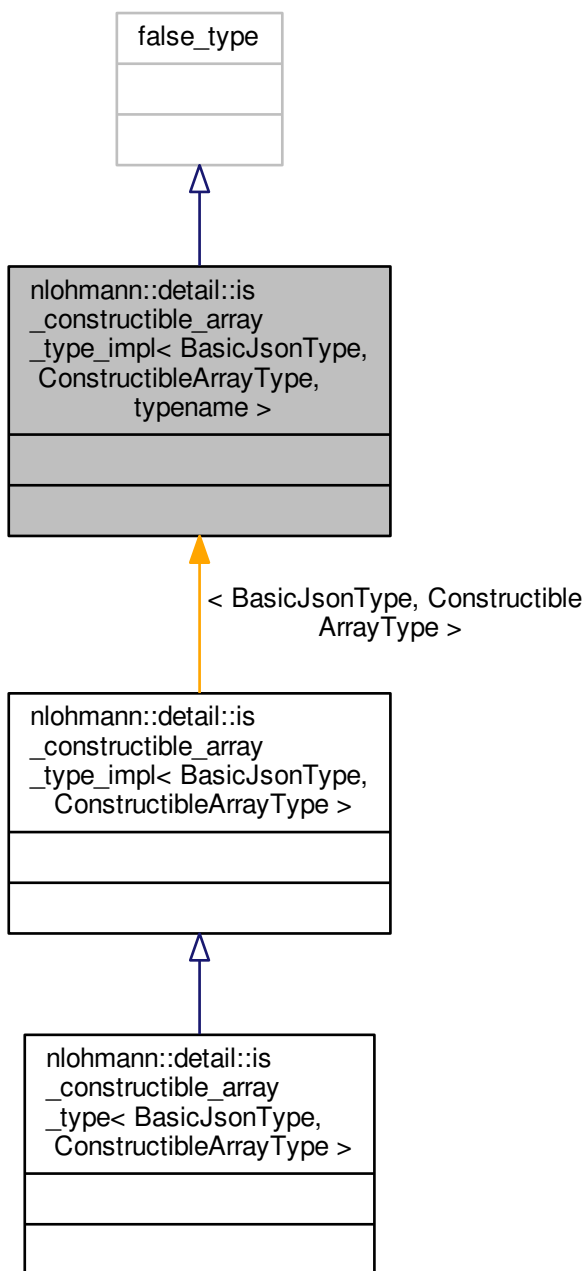 false_type
nlohmann::detail::is
_constructible_array
_type_impl< BasicJsonType,
ConstructibleArrayType,
typename >
< BasicJsonType, Constructible
ArrayType >
nlohmann::detail::is
_constructible_array
_type_impl< BasicJsonType,
ConstructibleArrayType >
nlohmann::detail::is
_constructible_array
_type< BasicJsonType,
ConstructibleArrayType >